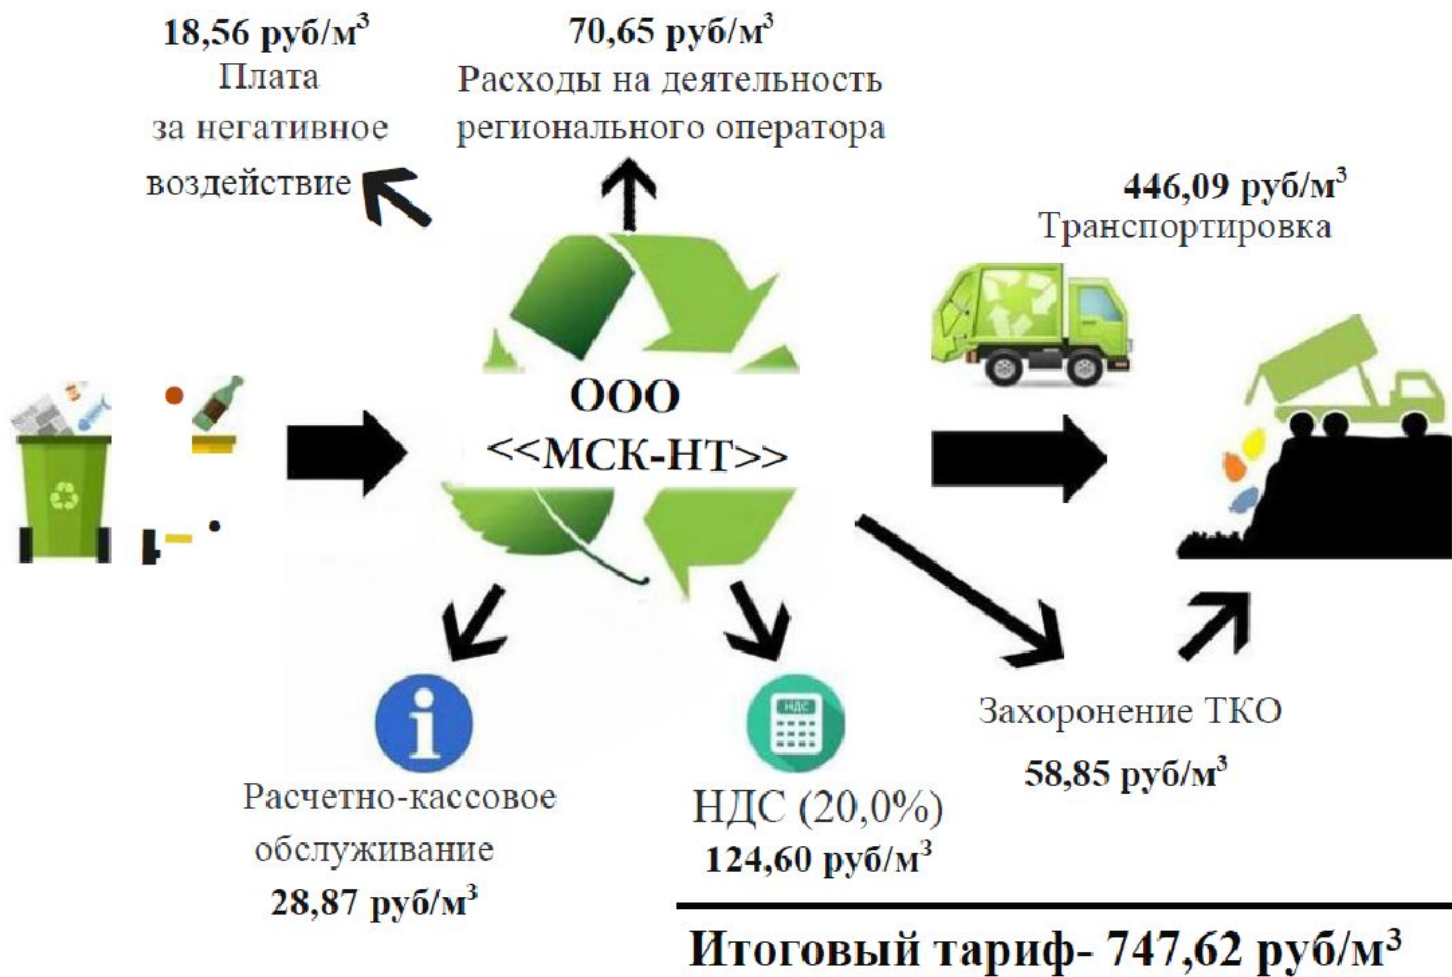 18,56 руб/м³
Плата
за негативное
воздействие
70,65 руб/м³
Расходы на деятельность
регионального оператора
446,09 руб/м³
Транспортировка
ООО
<<МСК-НТ>>
Расчетно-кассовое
обслуживание
28,87 руб/м³
НДС
НДС (20,0%)
124,60 руб/м³
Захоронение ТКО
58,85 руб/м³
Итоговый тариф- 747,62 руб/м³